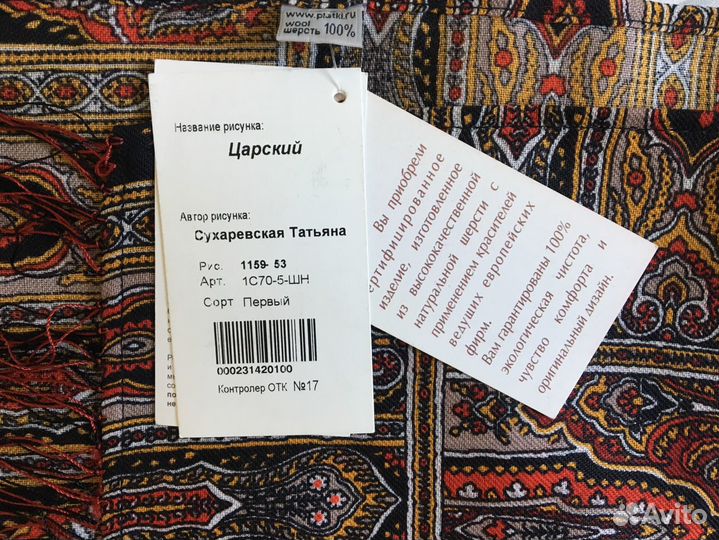 www.platki.ru
wool
шерсть 100%
Название рисунка:
Царский
Автор рисунка:
Сухаревская Татьяна
Рис. 1159- 53
Арт. 1С70-5-ШН
Сорт Первый
000231420100
Контролер ОТК №17
Вы приобрели
сертифицированное
изделие, изготовленное
из высококачественной
натуральной шерсти с
применением красителей
ведущих европейских
фирм.
Вам гарантированы 100%
экологическая чистота,
чувство комфорта и
оригинальный дизайн.
Avito